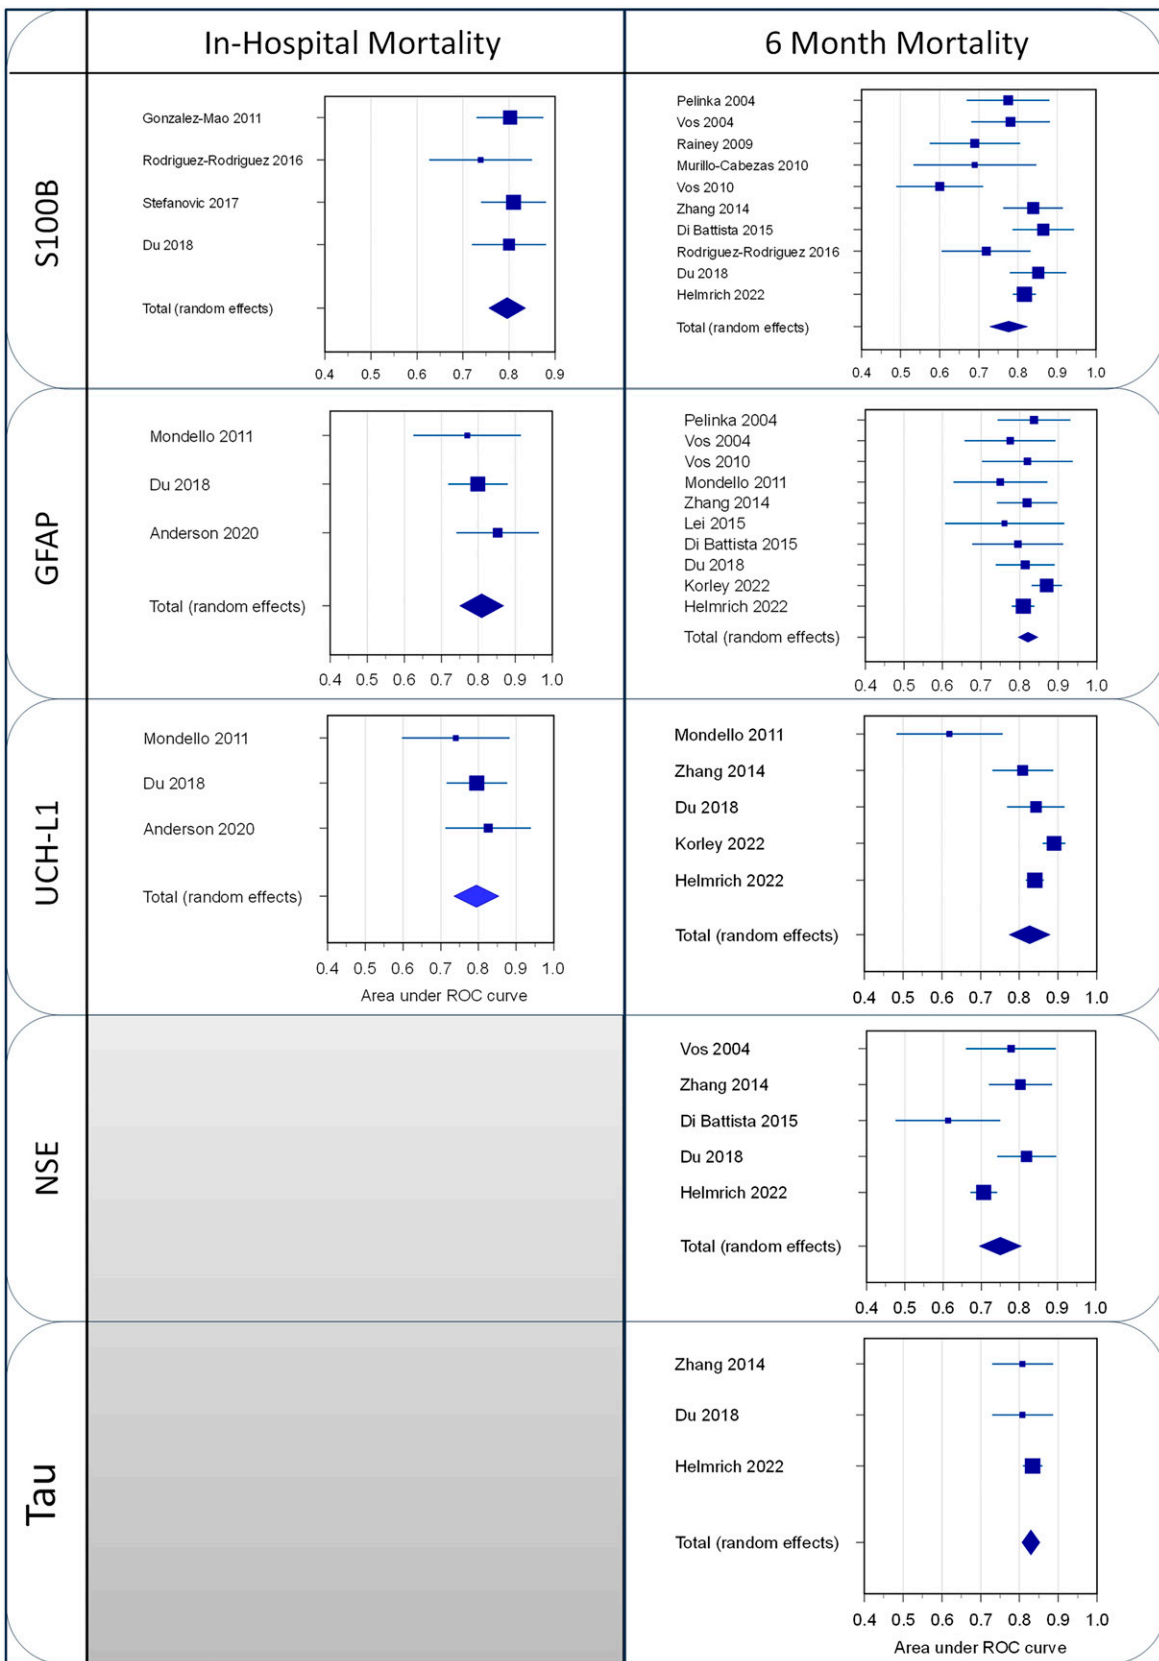 In-Hospital Mortality
6 Month Mortality
S100B
Gonzalez-Mao 2011
Rodriguez-Rodriguez 2016
Stefanovic 2017
Du 2018
Total (random effects)
0.4 0.5 0.6 0.7 0.8 0.9
Pelinka 2004
Vos 2004
Rainey 2009
Murillo-Cabezas 2010
Vos 2010
Zhang 2014
Di Battista 2015
Rodriguez-Rodriguez 2016
Du 2018
Helmrich 2022
Total (random effects)
0.4 0.5 0.6 0.7 0.8 0.9 1.0
GFAP
Mondello 2011
Du 2018
Anderson 2020
Total (random effects)
0.4 0.5 0.6 0.7 0.8 0.9 1.0
Pelinka 2004
Vos 2004
Vos 2010
Mondello 2011
Zhang 2014
Lei 2015
Di Battista 2015
Du 2018
Korley 2022
Helmrich 2022
Total (random effects)
0.4 0.5 0.6 0.7 0.8 0.9 1.0
UCH-L1
Mondello 2011
Du 2018
Anderson 2020
Total (random effects)
0.4 0.5 0.6 0.7 0.8 0.9 1.0
Area under ROC curve
Mondello 2011
Zhang 2014
Du 2018
Korley 2022
Helmrich 2022
Total (random effects)
0.4 0.5 0.6 0.7 0.8 0.9 1.0
NSE
Vos 2004
Zhang 2014
Di Battista 2015
Du 2018
Helmrich 2022
Total (random effects)
0.4 0.5 0.6 0.7 0.8 0.9 1.0
Tau
Zhang 2014
Du 2018
Helmrich 2022
Total (random effects)
0.4 0.5 0.6 0.7 0.8 0.9 1.0
Area under ROC curve